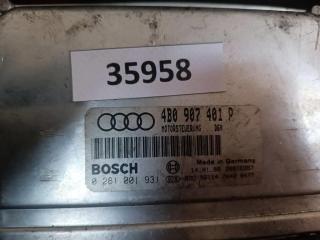 35958
4B0 907 401 P
MOTORSTEUERUNG
BOSCH
Made in Germany
0 281 001 931